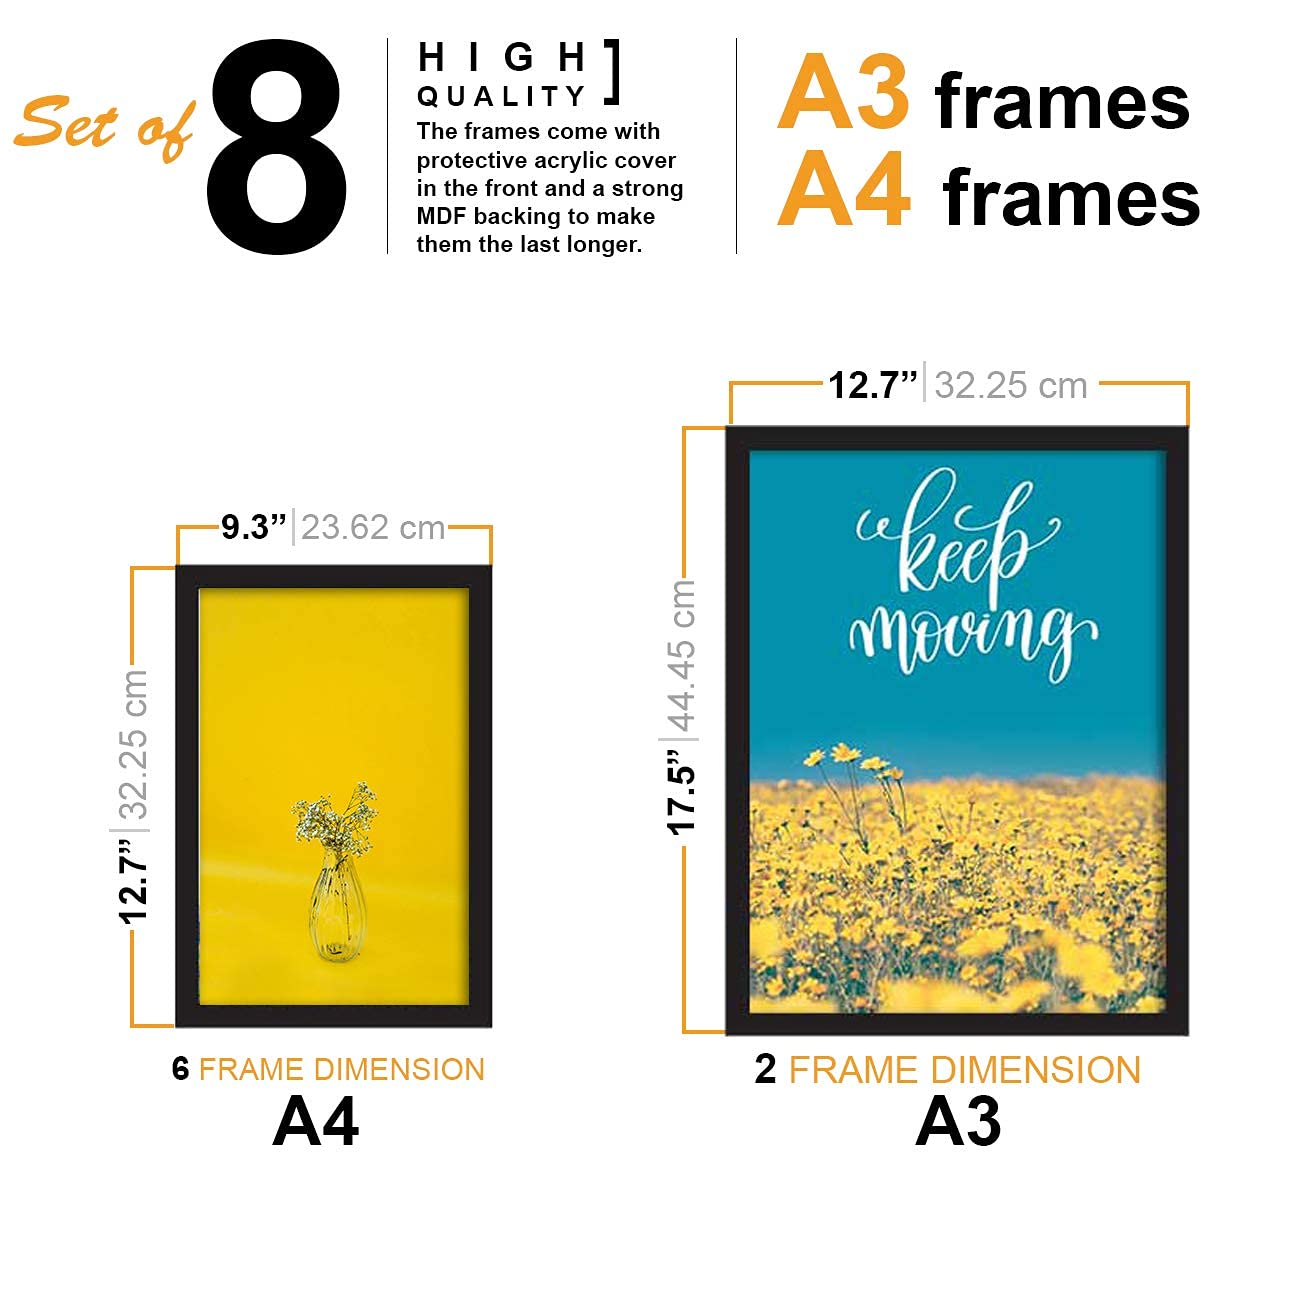 Set of 8
HIGH
QUALITY
The frames come with
protective acrylic cover
in the front and a strong
MDF backing to make
them the last longer.
A3 frames
A4 frames
9.3” 23.62 cm
12.7” 32.25 cm
6 FRAME DIMENSION
A4
12.7” 32.25 cm
17.5” 44.45 cm
keep
moving
2 FRAME DIMENSION
A3